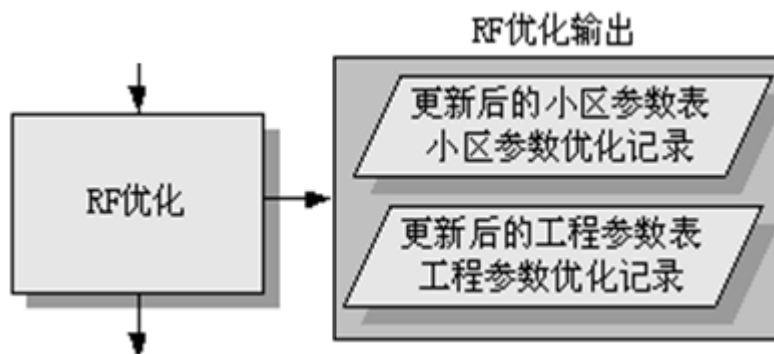 RF优化输出
更新后的小区参数表
小区参数优化记录
RF优化
更新后的工程参数表
工程参数优化记录